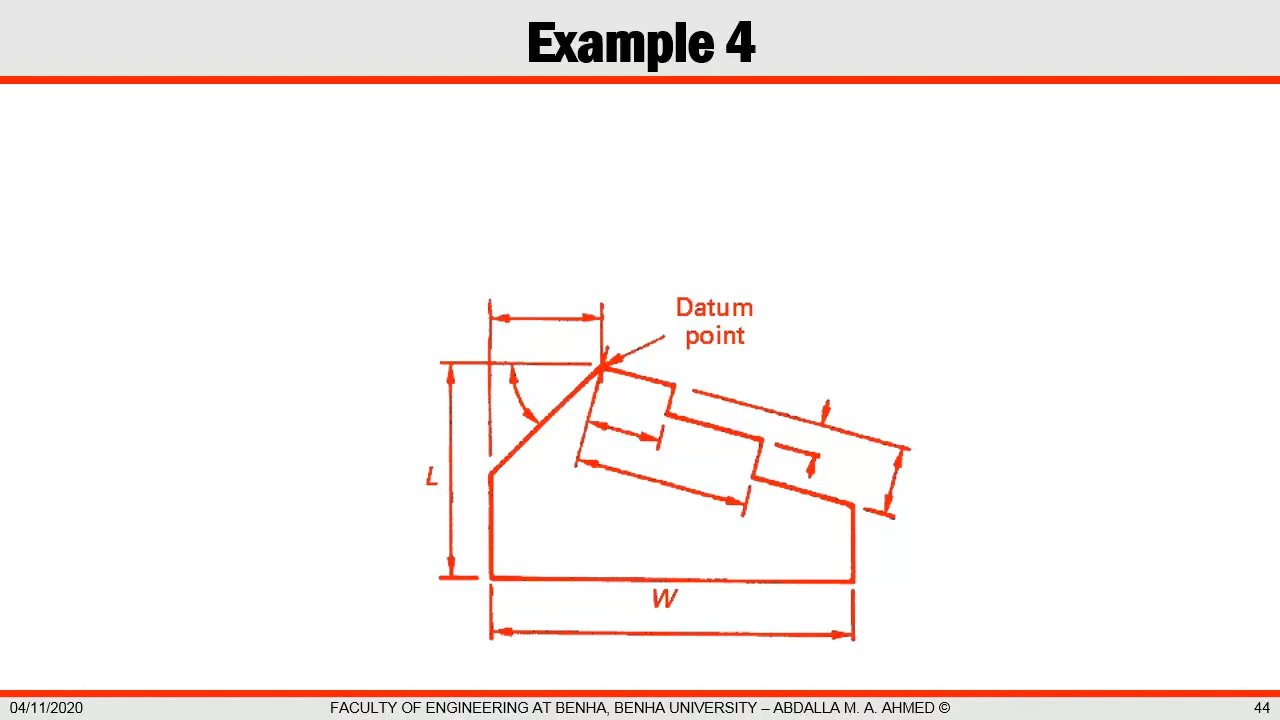 Example 4
Datum
point
L
W
04/11/2020
FACULTY OF ENGINEERING AT BENHA, BENHA UNIVERSITY – ABDALLA M. A. AHMED ©
44